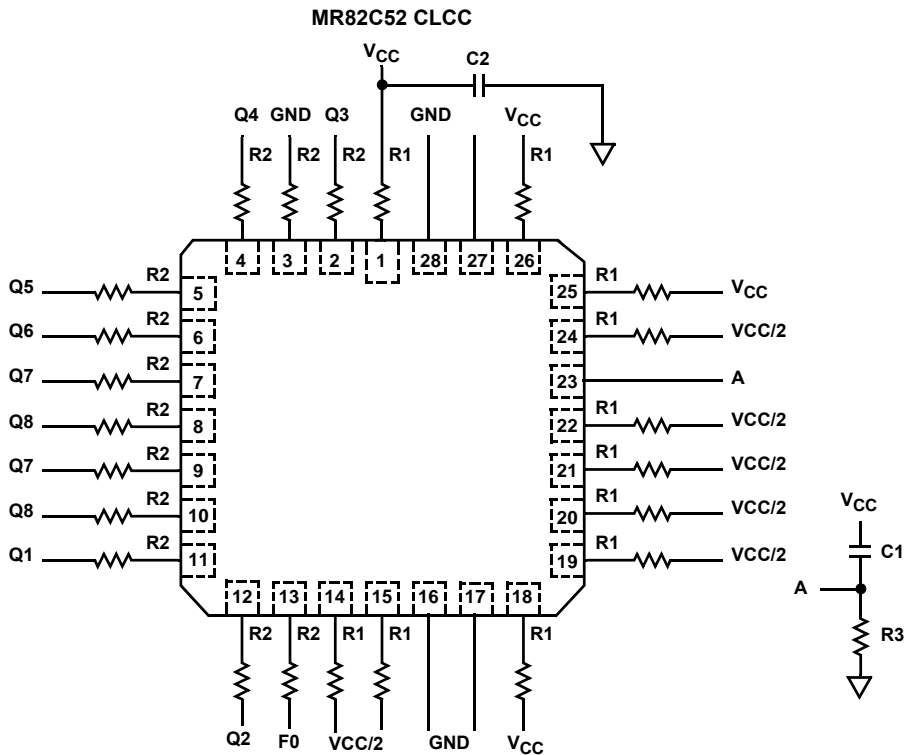 MR82C52 CLCC
VCC
C2
Q4 GND Q3 GND VCC
R2 R2 R2 R1 R1
4 3 2 1 28 27 26
Q5 R2 5 25 R1 VCC
Q6 R2 6 24 R1 VCC/2
Q7 R2 7 23 A
Q8 R2 8 22 R1 VCC/2
Q7 R2 9 21 R1 VCC/2
Q8 R2 10 20 R1 VCC/2
Q1 R2 11 19 R1 VCC/2
12 13 14 15 16 17 18
R2 R2 R1 R1 R1
Q2 F0 VCC/2 GND VCC
VCC
C1
A
R3